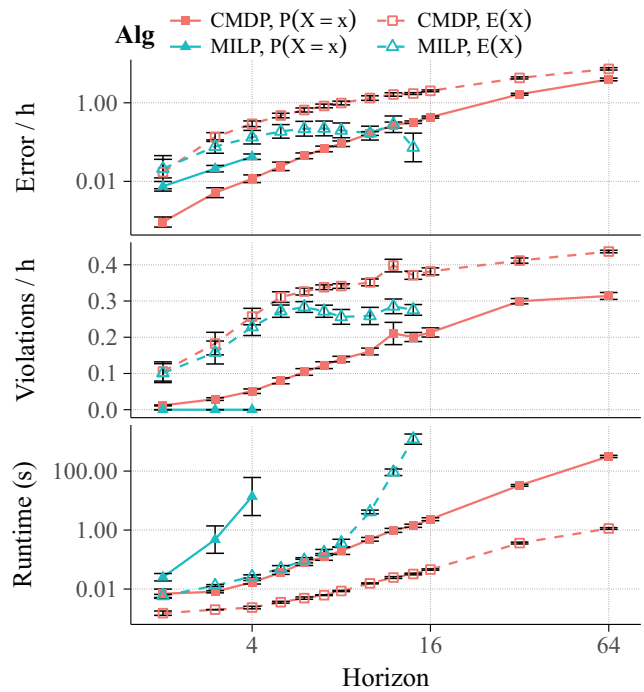 Alg
CMDP, P(X = x)
CMDP, E(X)
MILP, P(X = x)
MILP, E(X)
Error / h
1.00
0.01
Violations / h
0.4
0.3
0.2
0.1
0.0
Runtime (s)
100.00
1.00
0.01
4
16
64
Horizon